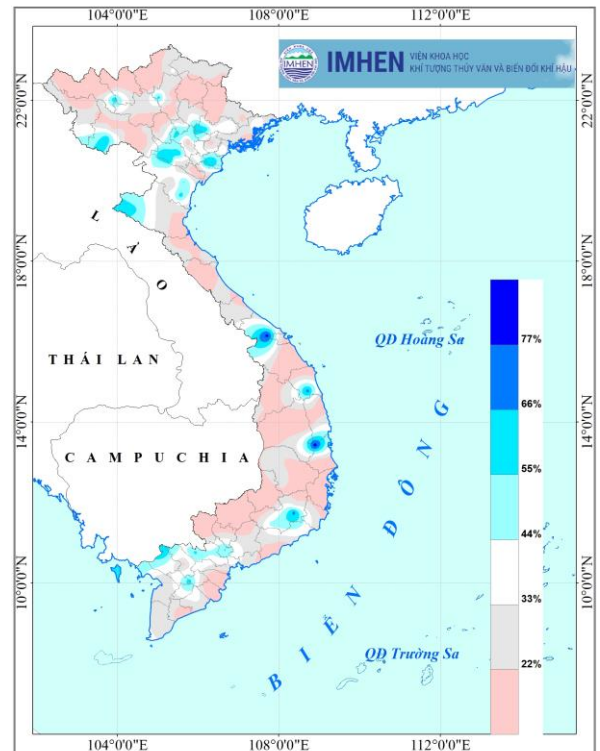 104°0'0"E 108°0'0"E 112°0'0"E
IMHEN VIỆN KHOA HỌC
KHÍ TƯỢNG THỦY VĂN VÀ BIẾN ĐỔI KHÍ HẬU
22°0'0"N
22°0'0"N
LÀO
18°0'0"N
18°0'0"N
QĐ Hoàng Sa
THÁI LAN
14°0'0"N
14°0'0"N
CAMPUCHIA
BIỂN ĐÔNG
10°0'0"N
10°0'0"N
QĐ Trường Sa
77%
66%
55%
44%
33%
22%
104°0'0"E 108°0'0"E 112°0'0"E